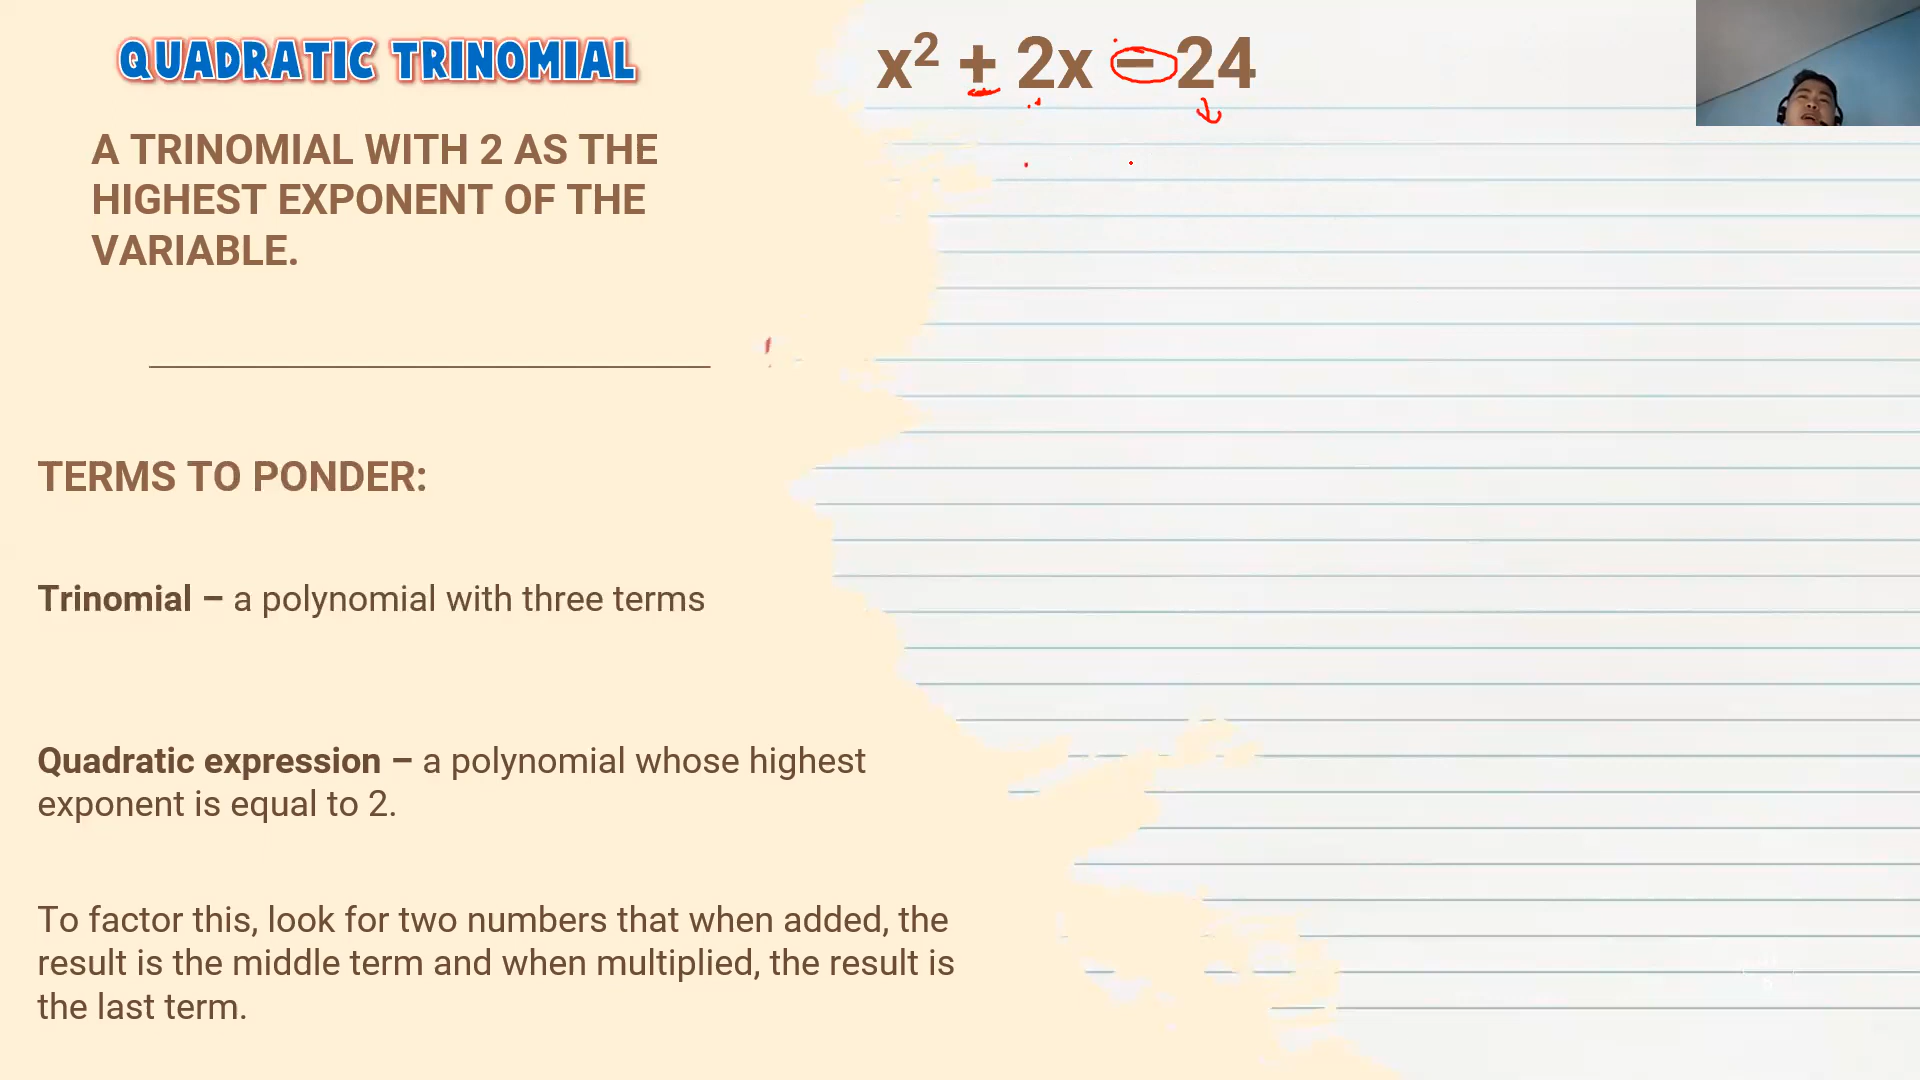 QUADRATIC TRINOMIAL
A TRINOMIAL WITH 2 AS THE
HIGHEST EXPONENT OF THE
VARIABLE.
TERMS TO PONDER:
Trinomial – a polynomial with three terms
Quadratic expression – a polynomial whose highest
exponent is equal to 2.
To factor this, look for two numbers that when added, the
result is the middle term and when multiplied, the result is
the last term.
x² + 2x – 24